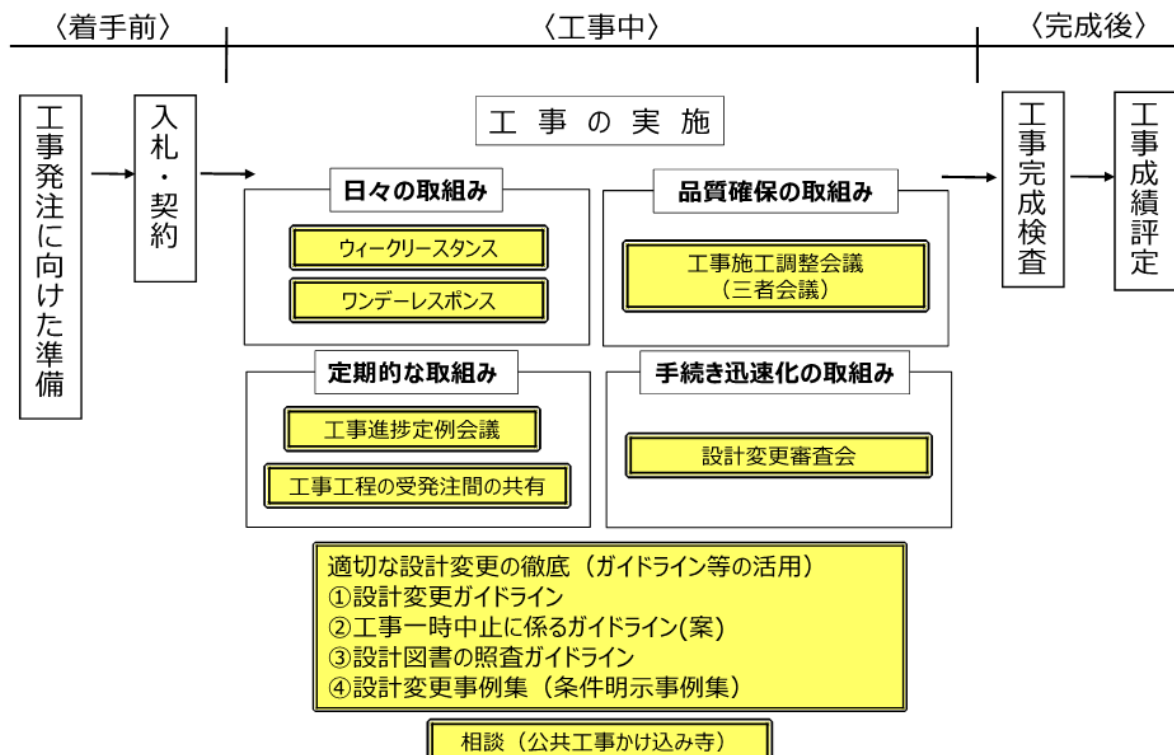 〈着手前〉
〈工事中〉
〈完成後〉
工事発注に向けた準備
入札・契約
工事の実施
日々の取組み
ウィークリースタンス
ワンデーレスポンス
品質確保の取組み
工事施工調整会議
（三者会議）
定期的な取組み
工事進捗定例会議
工事工程の受発注間の共有
手続き迅速化の取組み
設計変更審査会
適切な設計変更の徹底（ガイドライン等の活用）
①設計変更ガイドライン
②工事一時中止に係るガイドライン(案)
③設計図書の照査ガイドライン
④設計変更事例集（条件明示事例集）
相談（公共工事かけ込み寺）
工事完成検査
工事成績評定